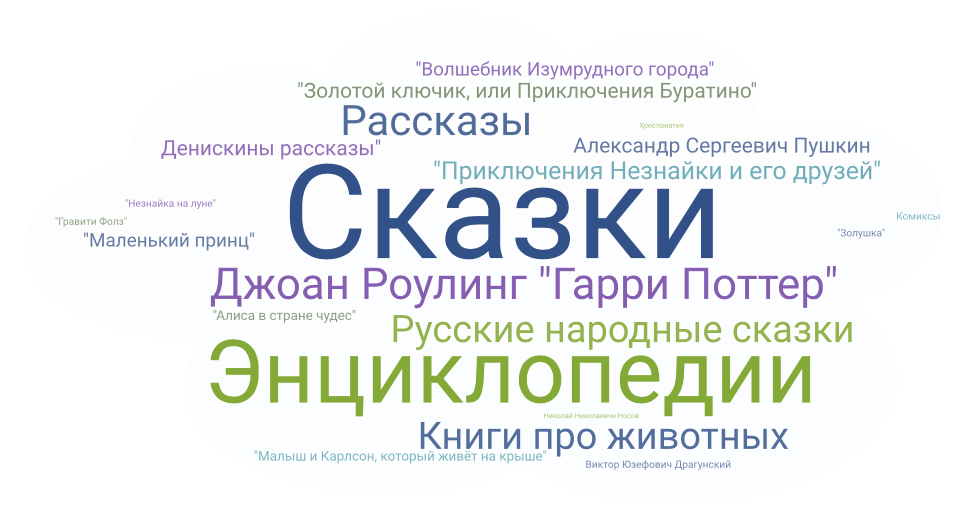 "Волшебник Изумрудного города"
"Золотой ключик, или Приключения Буратино"
Рассказы
Хрестоматия
Денискины рассказы"
Александр Сергеевич Пушкин
"Приключения Незнайки и его друзей"
Сказки
"Незнайка на луне"
"Гравити Фолз"
Комиксы
"Маленький принц"
"Золушка"
Джоан Роулинг "Гарри Поттер"
"Алиса в стране чудес"
Русские народные сказки
Энциклопедии
Николай Николаевчи Носов
Книги про животных
"Малыш и Карлсон, который живёт на крыше"
Виктор Юзефович Драгунский